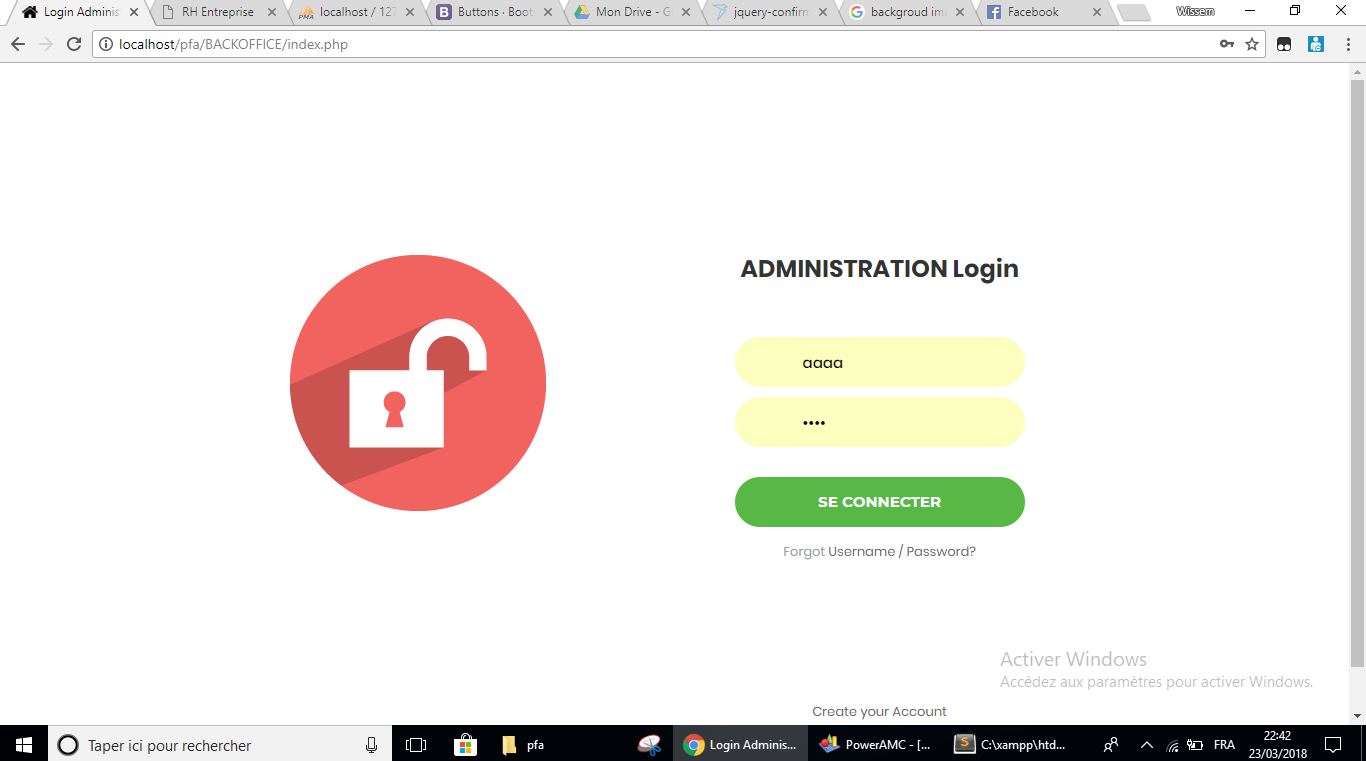 Login Adminis
RH Entreprise
localhost / 127
Buttons · Boots
Mon Drive - G
jquery-confirm
backgroud im
Facebook
Wissem
localhost/pfa/BACKOFFICE/index.php
ADMINISTRATION Login
aaaa
••••
SE CONNECTER
Forgot Username / Password?
Activer Windows
Accédez aux paramètres pour activer Windows.
Create your Account
Taper ici pour rechercher
pfa
Login Adminis...
PowerAMC - [...
C:\xampp\htd...
FRA
22:42
23/03/2018